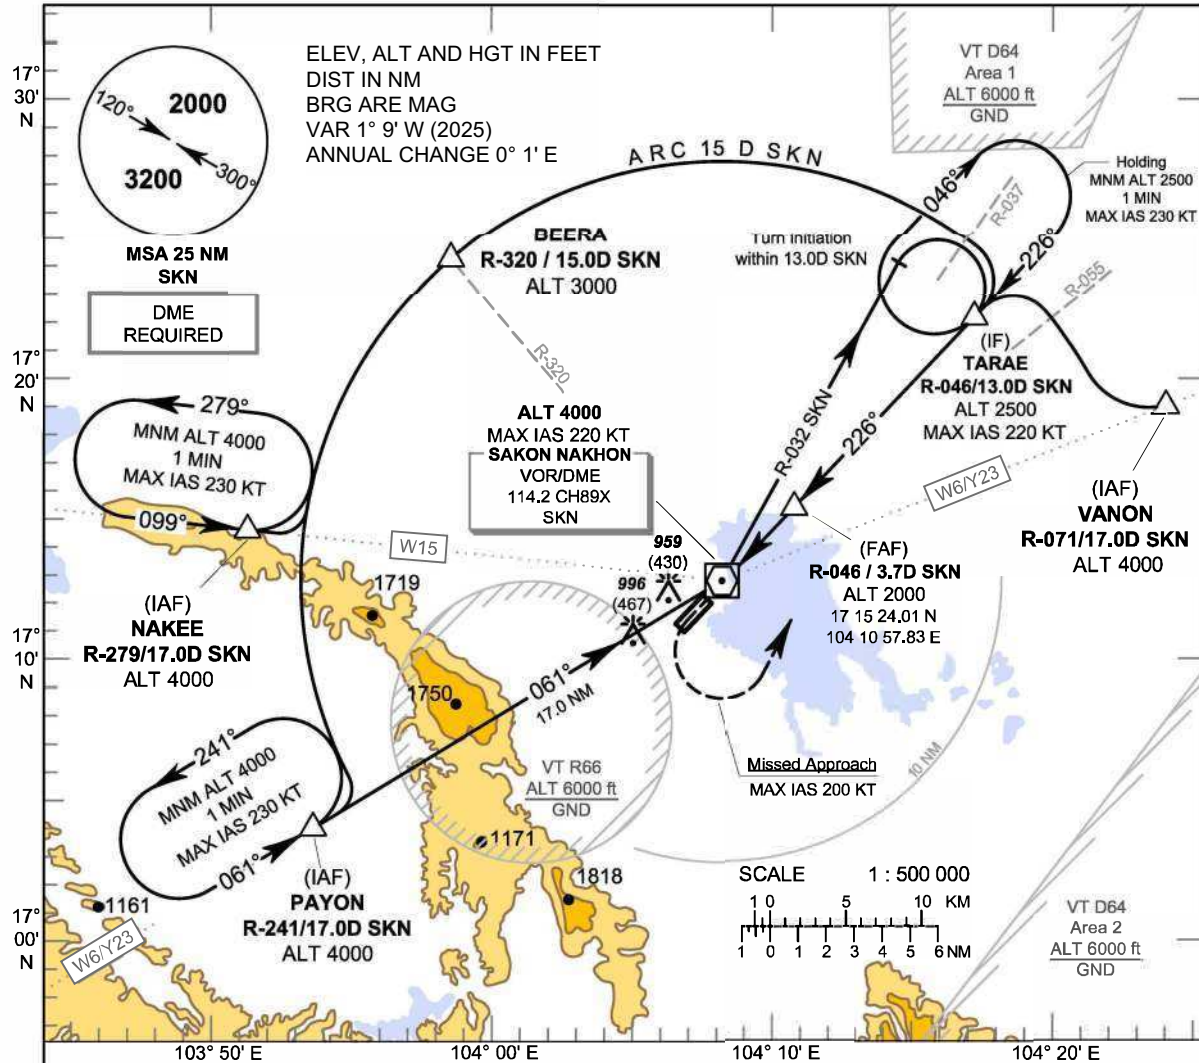 ELEV, ALT AND HGT IN FEET
DIST IN NM
BRG ARE MAG
VAR 1° 9' W (2025)
ANNUAL CHANGE 0° 1' E
17°
30'
N
120°
2000
3200
300°
MSA 25 NM
SKN
DME
REQUIRED
VT D64
Area 1
ALT 6000 ft
GND
ARC 15 D SKN
Holding
MNM ALT 2500
1 MIN
MAX IAS 230 KT
046°
R-037
226°
R-055
BEERA
R-320 / 15.0D SKN
ALT 3000
R-320
Turn Initiation
within 13.0D SKN
17°
20'
N
(IF)
TARAE
R-046/13.0D SKN
ALT 2500
MAX IAS 220 KT
R-032 SKN
226°
279°
MNM ALT 4000
1 MIN
MAX IAS 230 KT
099°
ALT 4000
MAX IAS 220 KT
SAKON NAKHON
VOR/DME
114.2 CH89X
SKN
W6/Y23
(IAF)
VANON
R-071/17.0D SKN
ALT 4000
W15
959
(430)
996
(467)
(FAF)
R-046 / 3.7D SKN
ALT 2000
17 15 24.01 N
104 10 57.83 E
1719
(IAF)
NAKEE
R-279/17.0D SKN
ALT 4000
17°
10'
N
1750
061°
17.0 NM
10 NM
Missed Approach
MAX IAS 200 KT
VT R66
ALT 6000 ft
GND
241°
MNM ALT 4000
1 MIN
MAX IAS 230 KT
061°
1171
1818
1161
(IAF)
PAYON
R-241/17.0D SKN
ALT 4000
W6/Y23
17°
00'
N
SCALE 1 : 500 000
1 0 5 10 KM
1 0 1 2 3 4 5 6 NM
VT D64
Area 2
ALT 6000 ft
GND
103° 50' E
104° 00' E
104° 10' E
104° 20' E